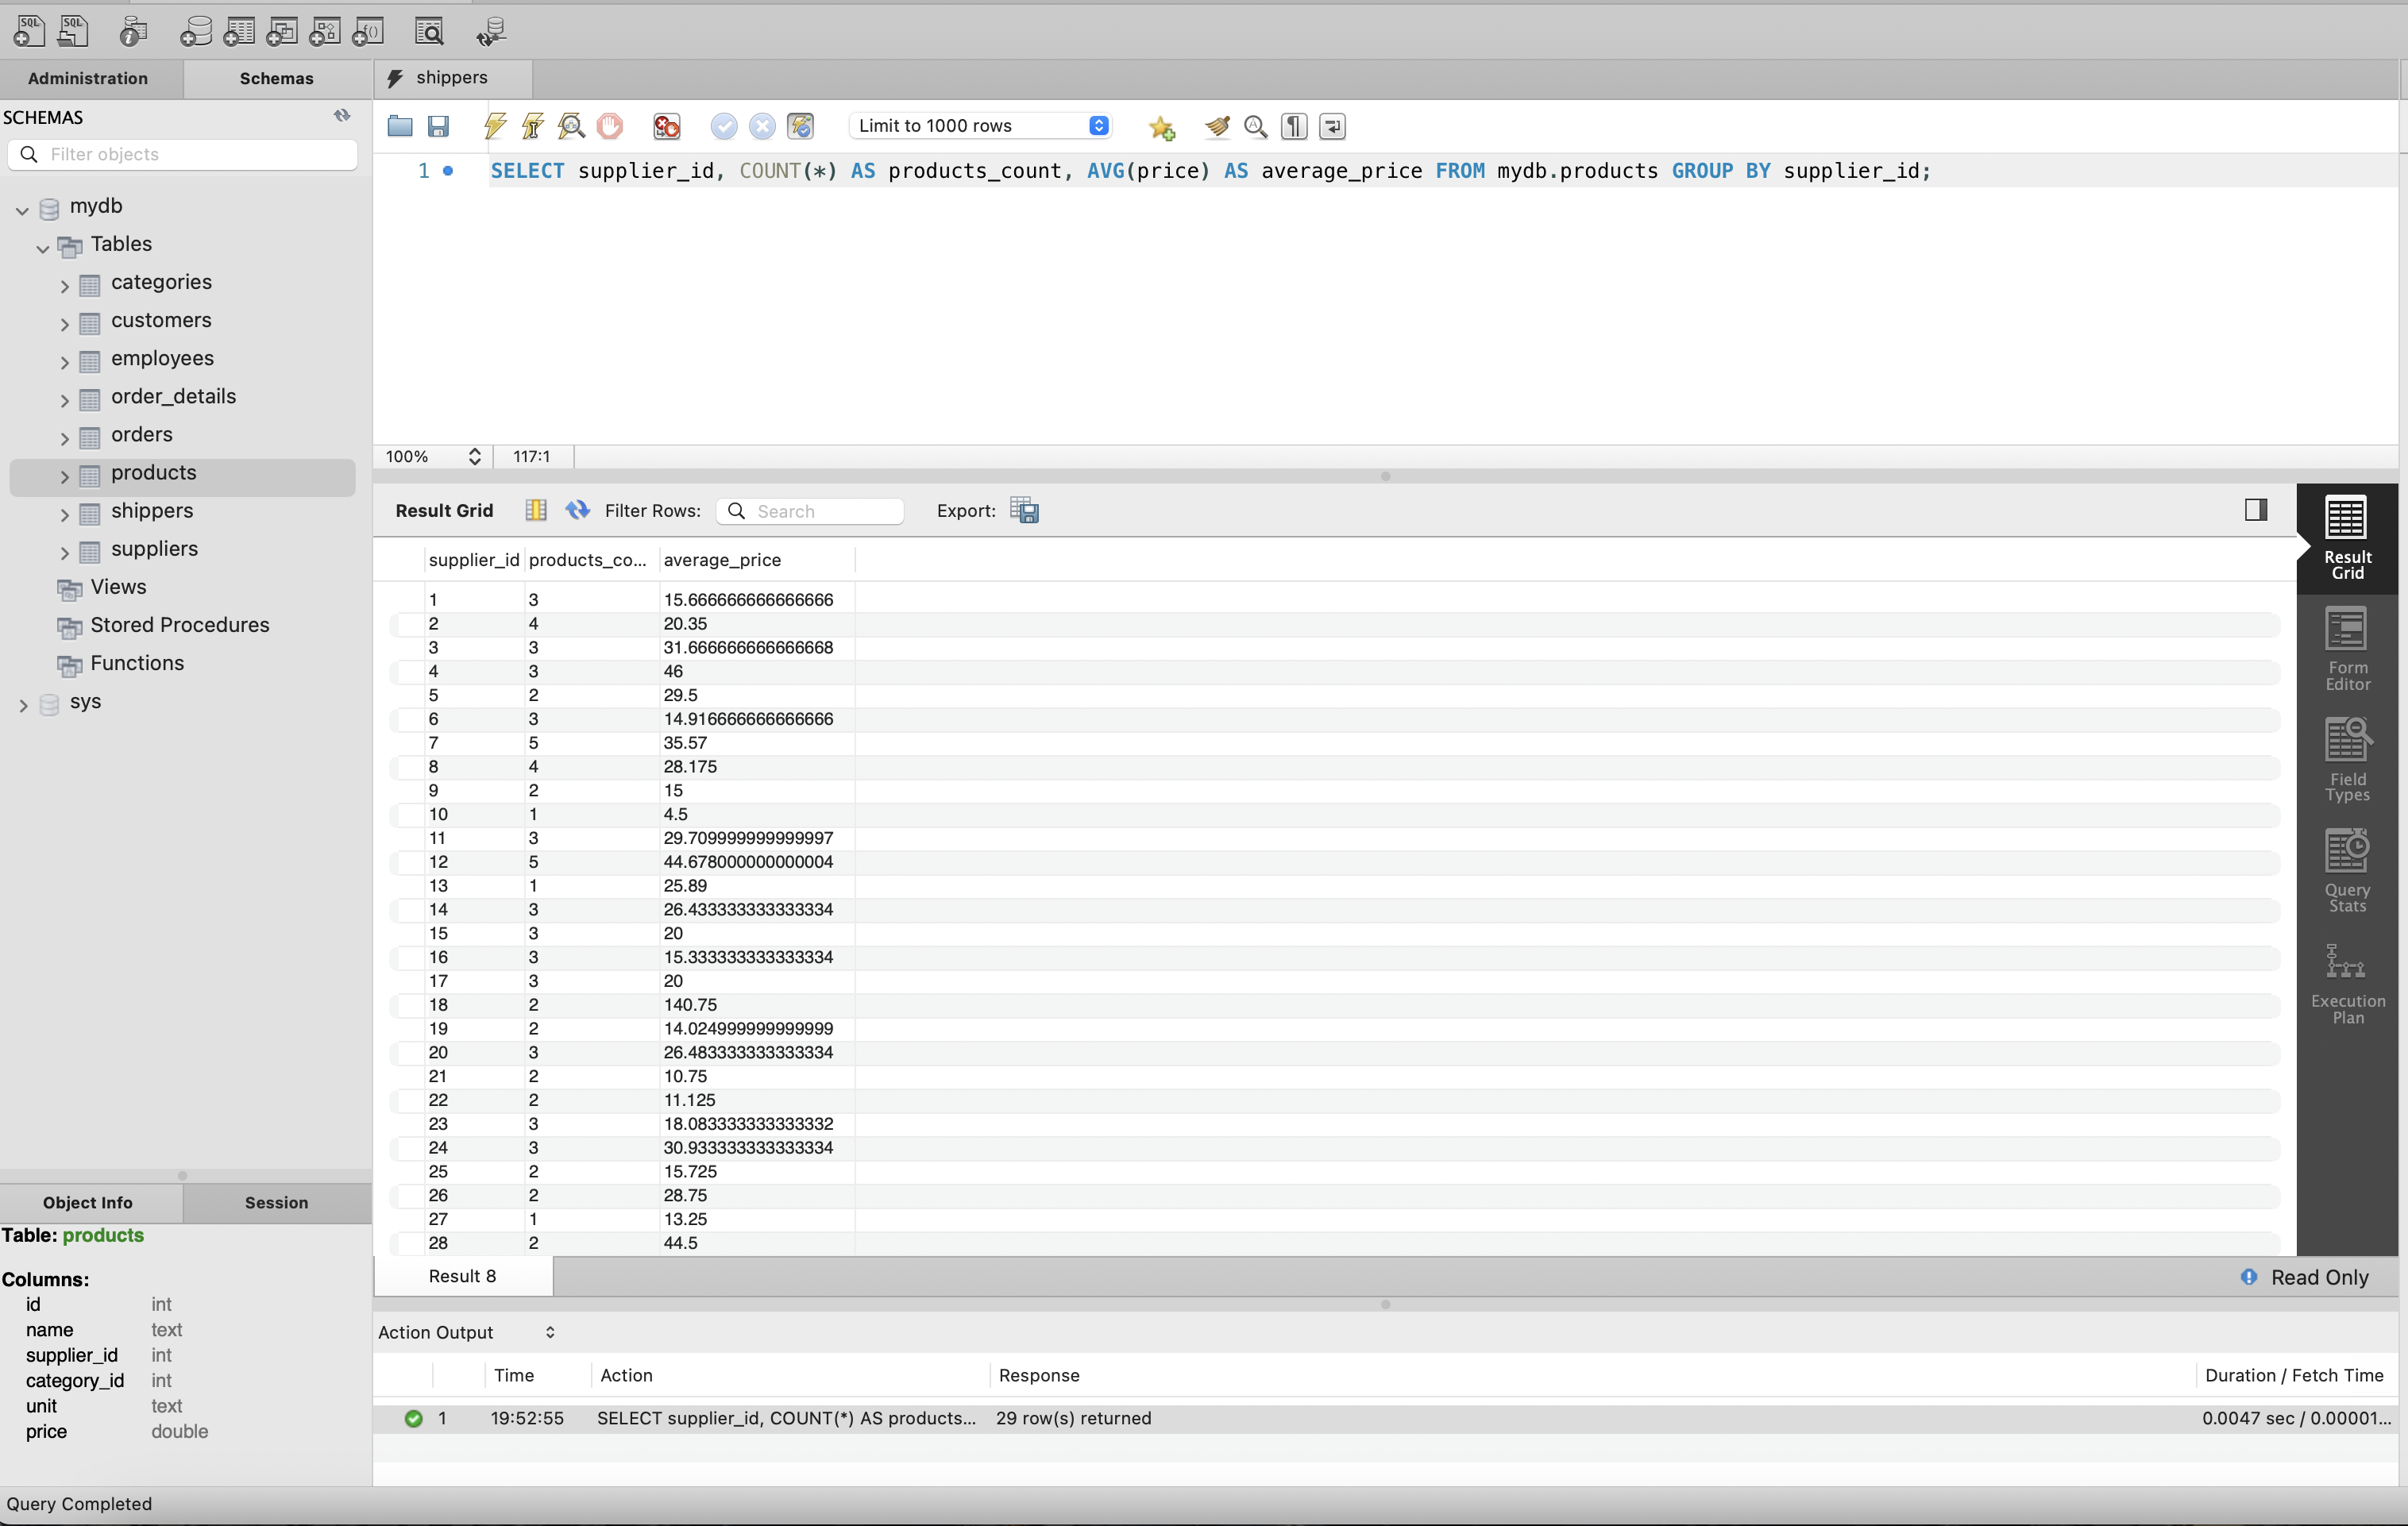 SQL SQL
Administration Schemas shippers
SCHEMAS
Filter objects
Limit to 1000 rows
1 SELECT supplier_id, COUNT(*) AS products_count, AVG(price) AS average_price FROM mydb.products GROUP BY supplier_id;
mydb
Tables
categories
customers
employees
order_details
orders
products
shippers
suppliers
Views
Stored Procedures
Functions
sys
100% 117:1
Result Grid Filter Rows: Search Export:
supplier_id products_co... average_price
1 3 15.666666666666666
2 4 20.35
3 3 31.666666666666668
4 3 46
5 2 29.5
6 3 14.916666666666666
7 5 35.57
8 4 28.175
9 2 15
10 1 4.5
11 3 29.709999999999997
12 5 44.678000000000004
13 1 25.89
14 3 26.433333333333334
15 3 20
16 3 15.333333333333334
17 3 20
18 2 140.75
19 2 14.024999999999999
20 3 26.483333333333334
21 2 10.75
22 2 11.125
23 3 18.083333333333332
24 3 30.933333333333334
25 2 15.725
26 2 28.75
27 1 13.25
28 2 44.5
Result
Grid
Form
Editor
Field
Types
Query
Stats
Execution
Plan
Result 8 Read Only
Object Info Session
Table: products
Columns:
id int
name text
supplier_id int
category_id int
unit text
price double
Action Output
Time Action Response Duration / Fetch Time
1 19:52:55 SELECT supplier_id, COUNT(*) AS products... 29 row(s) returned 0.0047 sec / 0.00001...
Query Completed